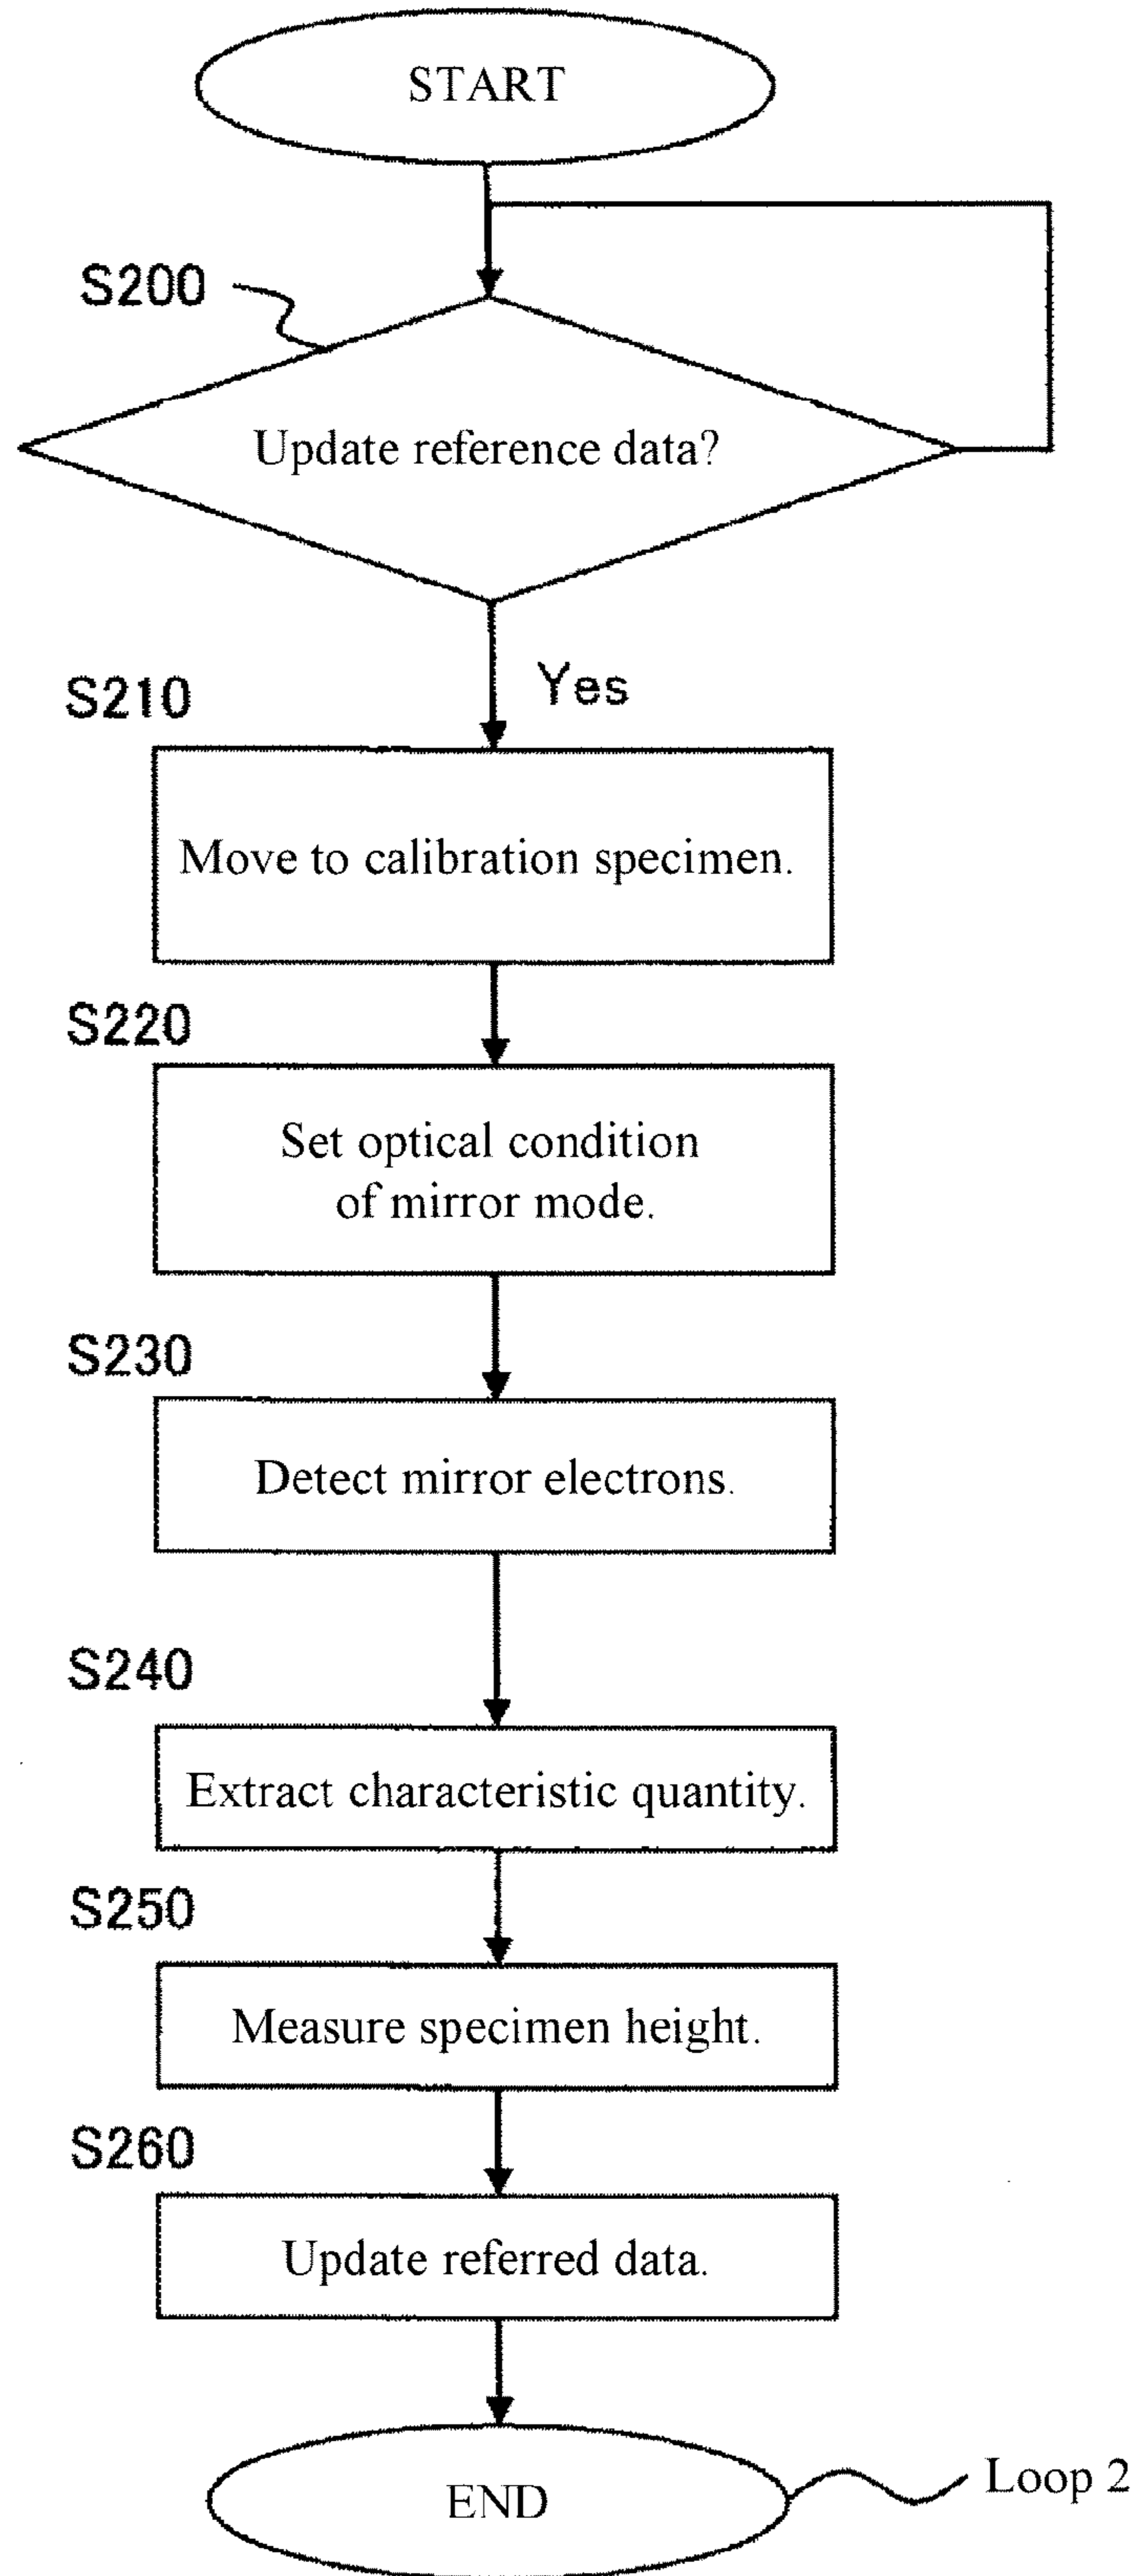 START
S200
Update reference data?
Yes
S210
Move to calibration specimen.
S220
Set optical condition
of mirror mode.
S230
Detect mirror electrons.
S240
Extract characteristic quantity.
S250
Measure specimen height.
S260
Update referred data.
END
Loop 2